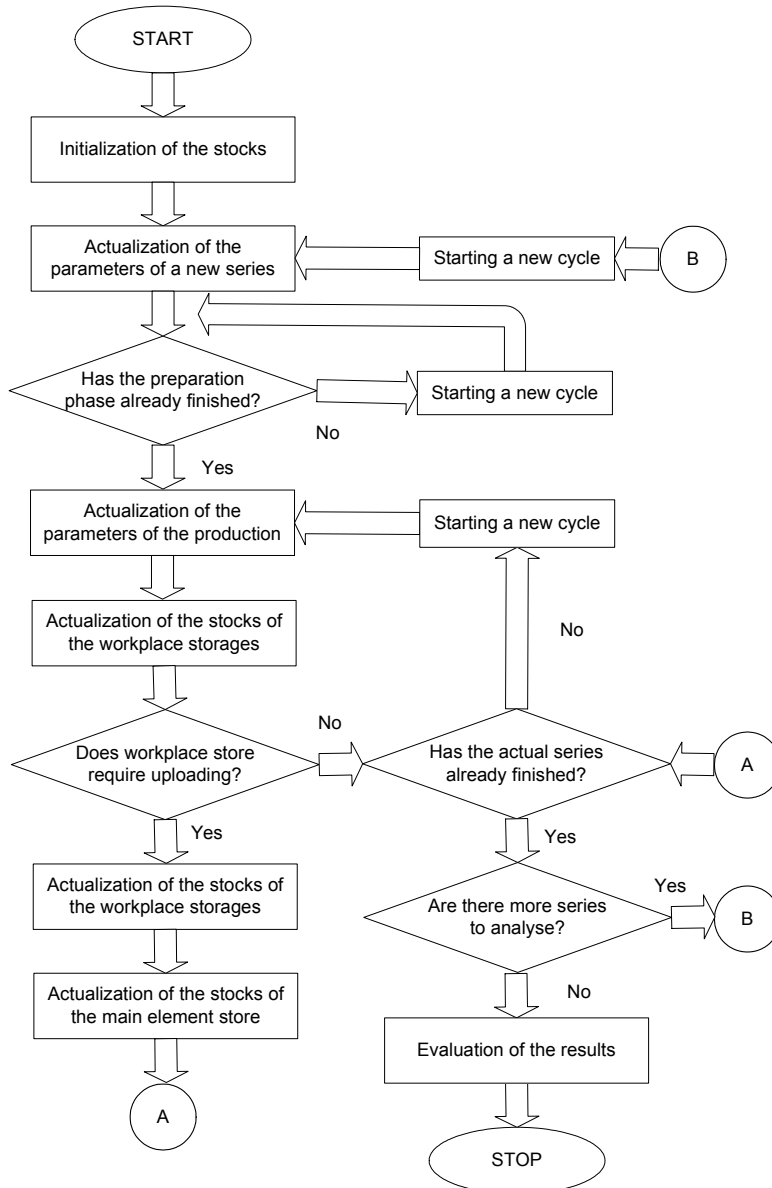 START
Initialization of the stocks
Actualization of the
parameters of a new series
Starting a new cycle
B
Has the preparation
phase already finished?
Starting a new cycle
No
Yes
Actualization of the
parameters of the production
Starting a new cycle
Actualization of the stocks of
the workplace storages
No
No
Does workplace store
require uploading?
Has the actual series
already finished?
A
Yes
Yes
Actualization of the stocks of
the workplace storages
Are there more series
to analyse?
Yes
B
Actualization of the stocks of
the main element store
No
Evaluation of the results
A
STOP